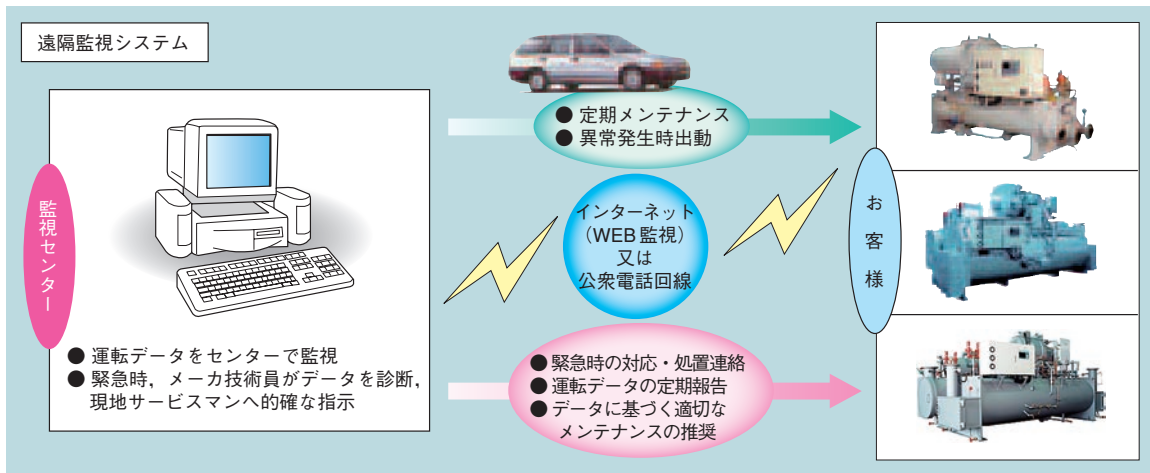 遠隔監視システム
監視センター
● 運転データをセンターで監視
● 緊急時，メーカ技術員がデータを診断，
現地サービスマンへ的確な指示
● 定期メンテナンス
● 異常発生時出動
インターネット
（WEB監視）
又は
公衆電話回線
● 緊急時の対応・処置連絡
● 運転データの定期報告
● データに基づく適切な
メンテナンスの推奨
お客様